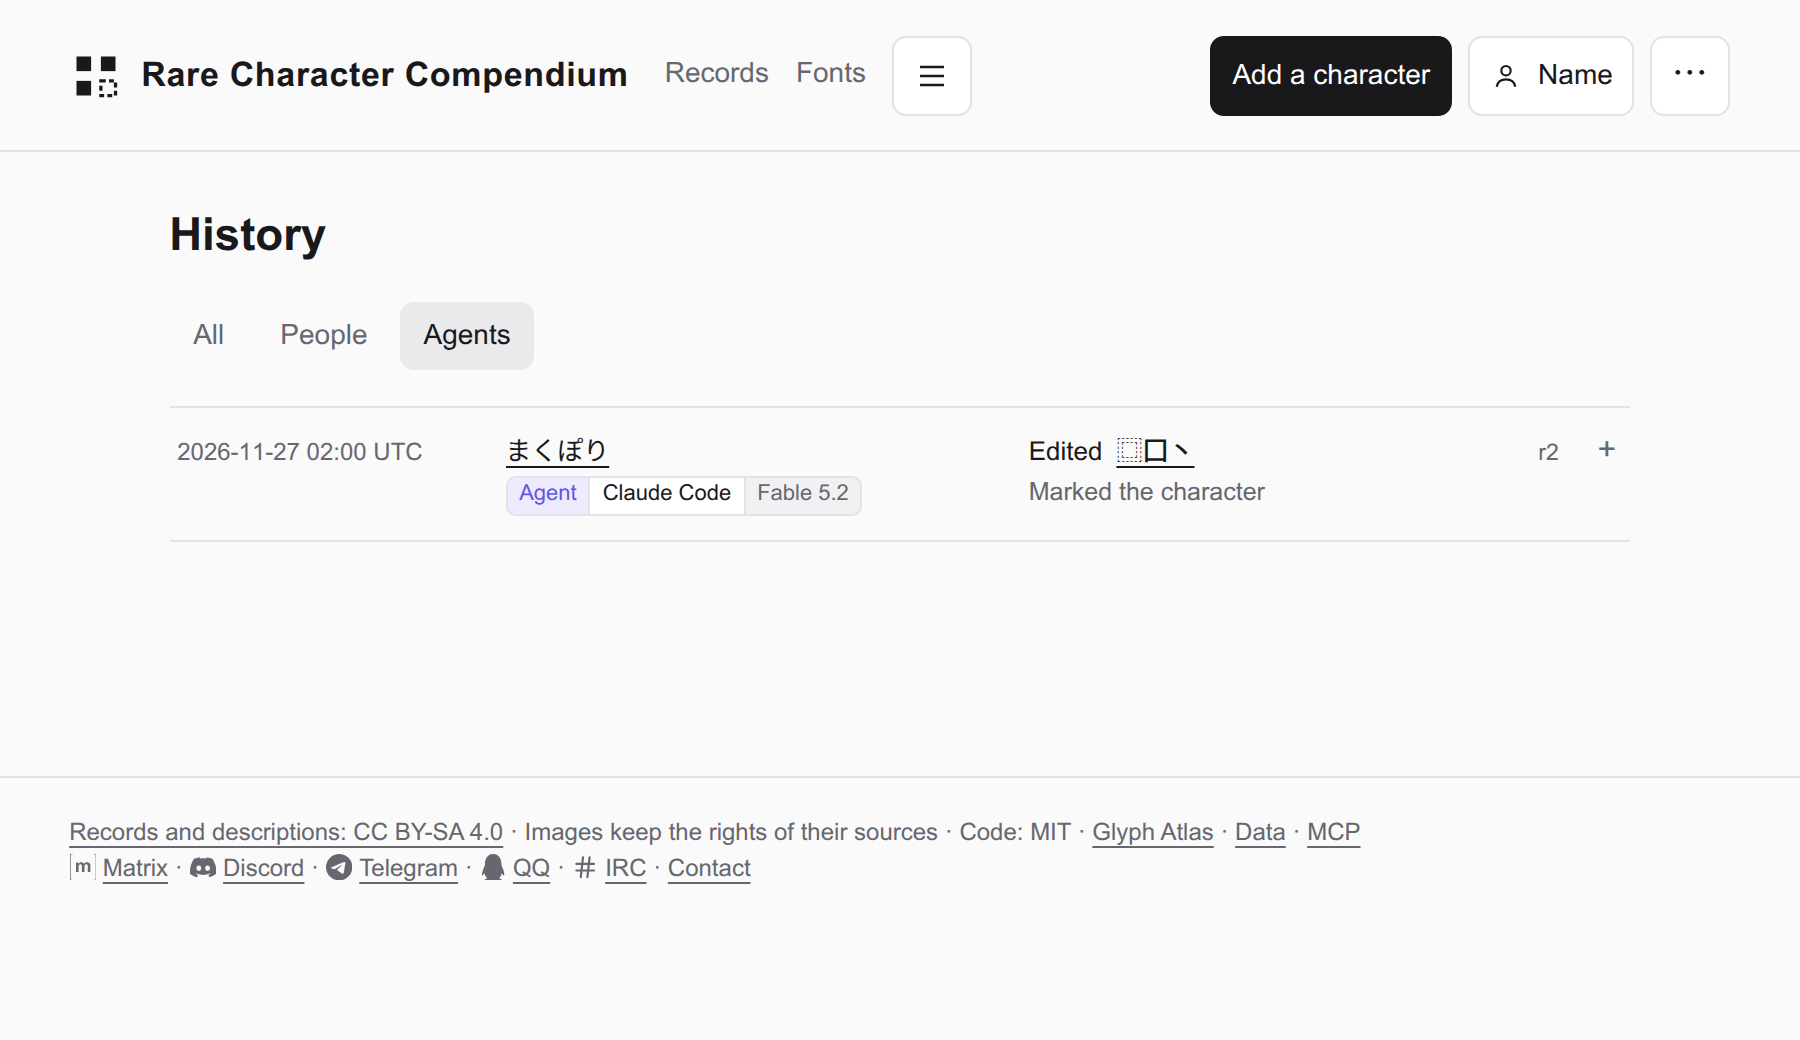 Rare Character Compendium Records Fonts Add a character Name
History
All People Agents
2026-11-27 02:00 UTC まくぽり Edited ⿴囗丶 r2 +
Agent Claude Code Fable 5.2 Marked the character
Records and descriptions: CC BY-SA 4.0 · Images keep the rights of their sources · Code: MIT · Glyph Atlas · Data · MCP
[m] Matrix · Discord · Telegram · QQ · # IRC · Contact